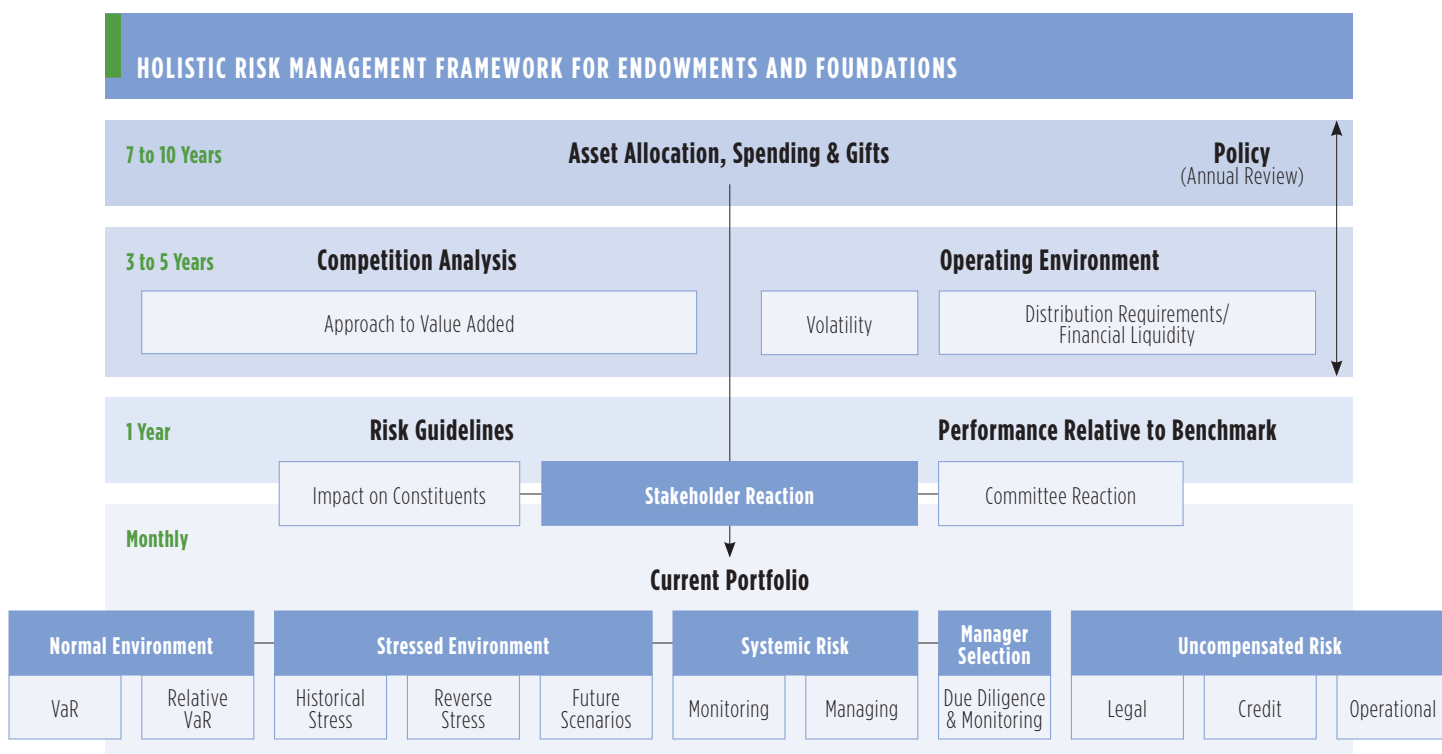 HOLISTIC RISK MANAGEMENT FRAMEWORK FOR ENDOWMENTS AND FOUNDATIONS
7 to 10 Years
Asset Allocation, Spending & Gifts
Policy
(Annual Review)
3 to 5 Years
Competition Analysis
Operating Environment
Approach to Value Added
Volatility
Distribution Requirements/
Financial Liquidity
1 Year
Risk Guidelines
Performance Relative to Benchmark
Impact on Constituents
Stakeholder Reaction
Committee Reaction
Monthly
Current Portfolio
Normal Environment
Stressed Environment
Systemic Risk
Manager
Selection
Uncompensated Risk
VaR
Relative
VaR
Historical
Stress
Reverse
Stress
Future
Scenarios
Monitoring
Managing
Due Diligence
& Monitoring
Legal
Credit
Operational